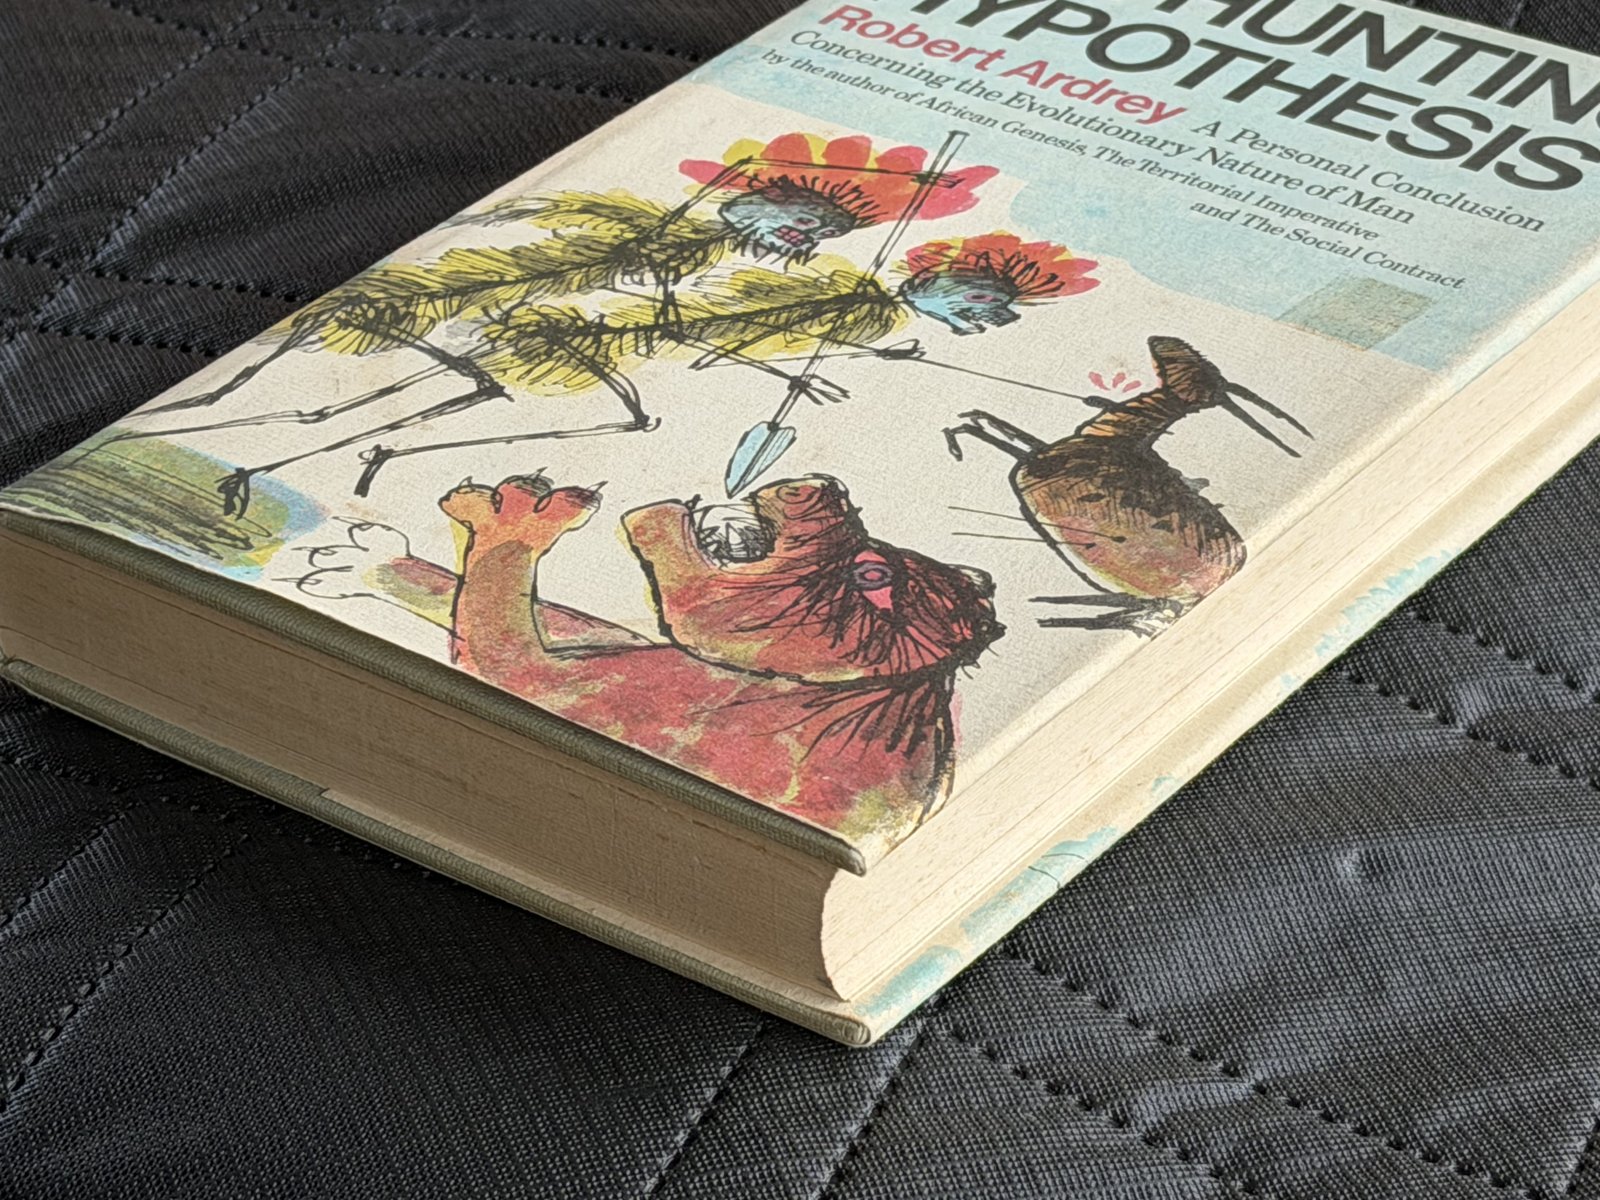 HUNTING
HYPOTHESIS
Robert Ardrey A Personal Conclusion
Concerning the Evolutionary Nature of Man
by the author of African Genesis, The Territorial Imperative
and The Social Contract